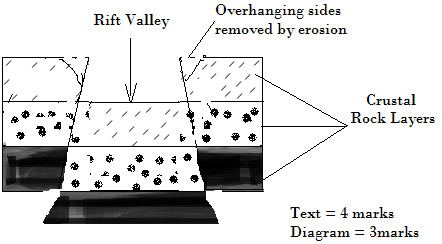 Rift Valley
Overhanging sides
removed by erosion
Crustal
Rock Layers
Text = 4 marks
Diagram = 3marks